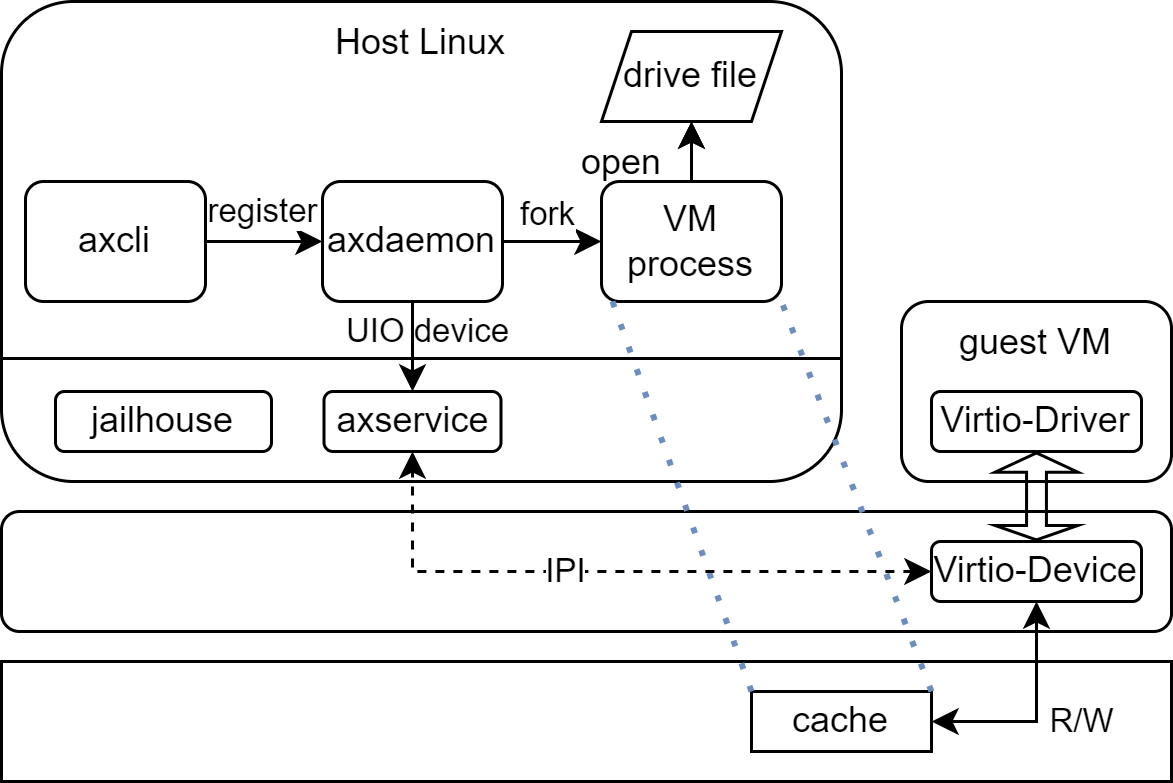 Host Linux
drive file
open
axcli
register
axdaemon
fork
VM
process
UIO device
guest VM
jailhouse
axservice
Virtio-Driver
IPI
Virtio-Device
cache
R/W